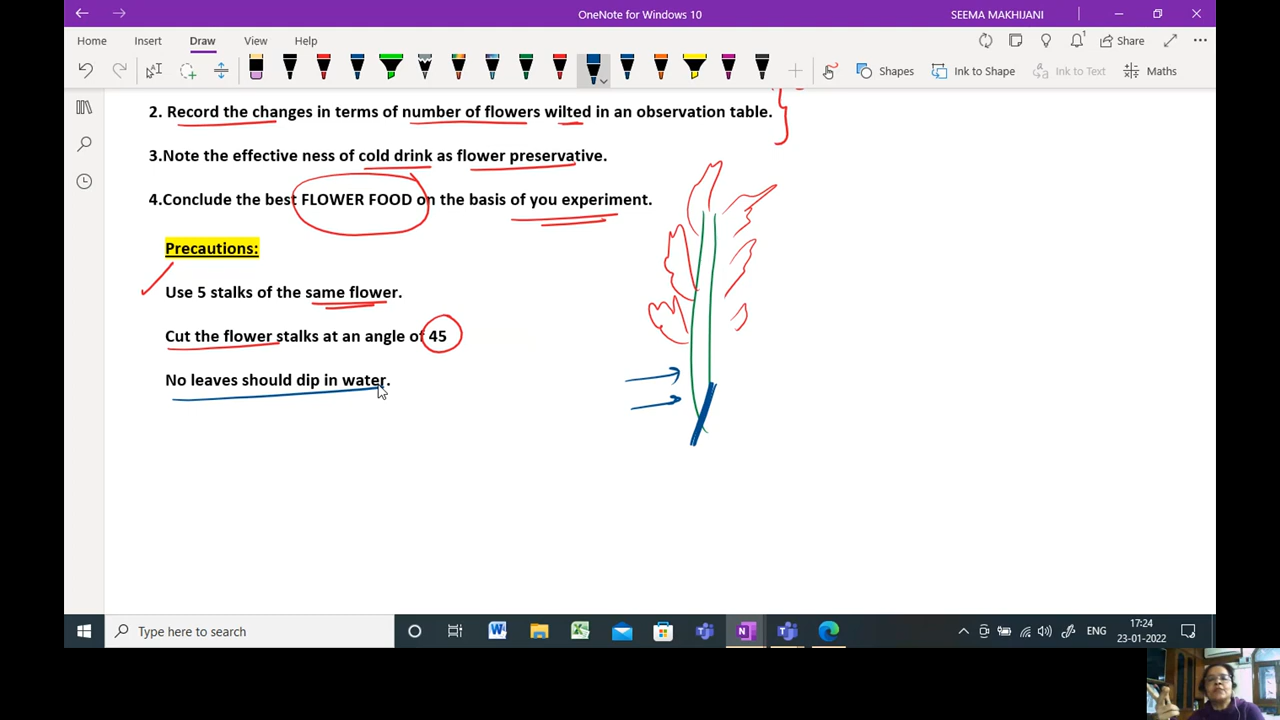 OneNote for Windows 10
SEEMA MAKHIJANI
Home Insert Draw View Help
Share
Shapes Ink to Shape Ink to Text Maths
2. Record the changes in terms of number of flowers wilted in an observation table.
3.Note the effective ness of cold drink as flower preservative.
4.Conclude the best FLOWER FOOD on the basis of you experiment.
Precautions:
Use 5 stalks of the same flower.
Cut the flower stalks at an angle of 45
No leaves should dip in water.
Type here to search
ENG
17:24
23-01-2022